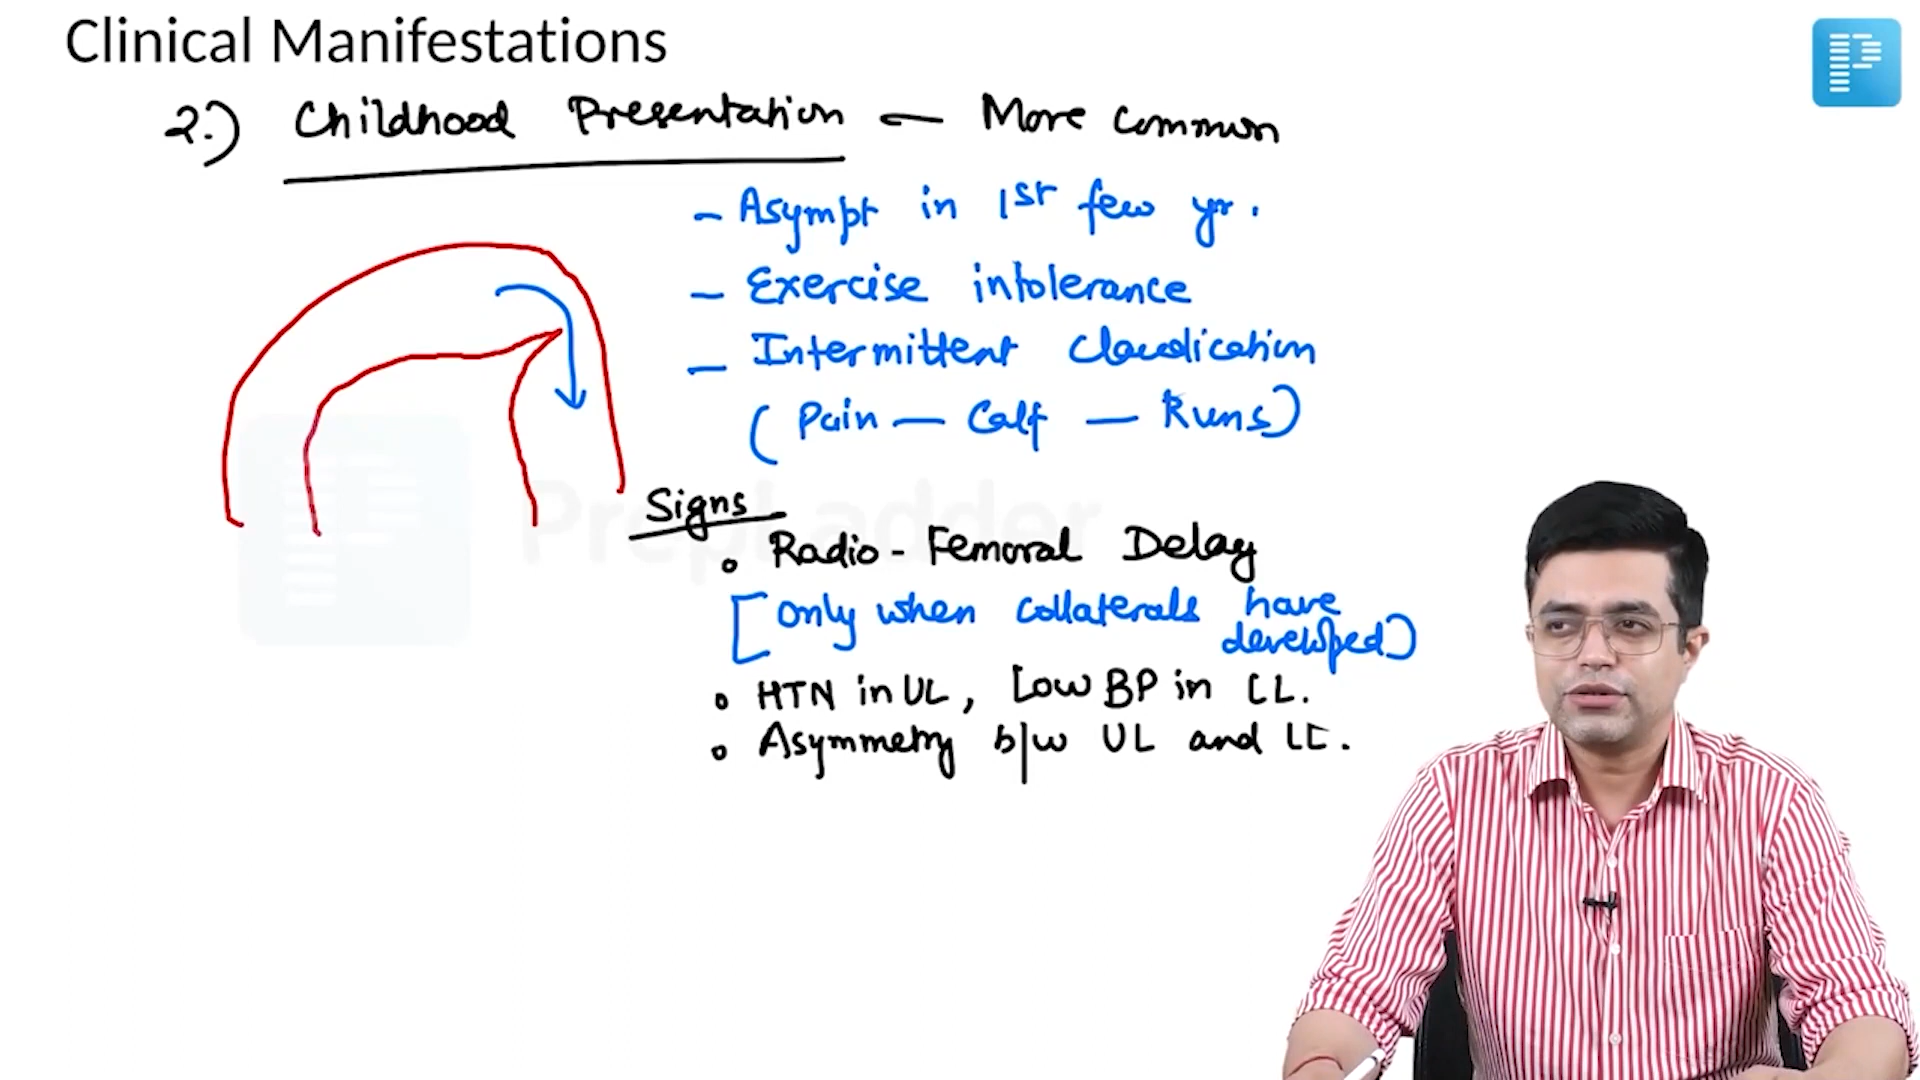 Clinical Manifestations
2.) Childhood Presentation - More common
- Asympt in 1st few yr.
- Exercise intolerance
- Intermittent Claudication
(Pain - Calf - Runs)
Signs
Radio - Femoral Delay
[only when collaterals have developed]
HTN in UL, Low BP in LL.
Asymmetry b/w UL and LL.
PrepLadder